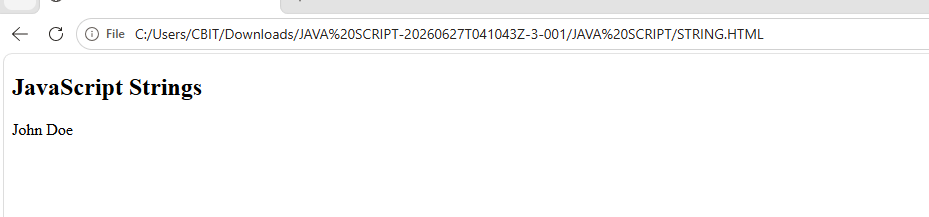 File C:/Users/CBIT/Downloads/JAVA%20SCRIPT-20260627T041043Z-3-001/JAVA%20SCRIPT/STRING.HTML
JavaScript Strings
John Doe